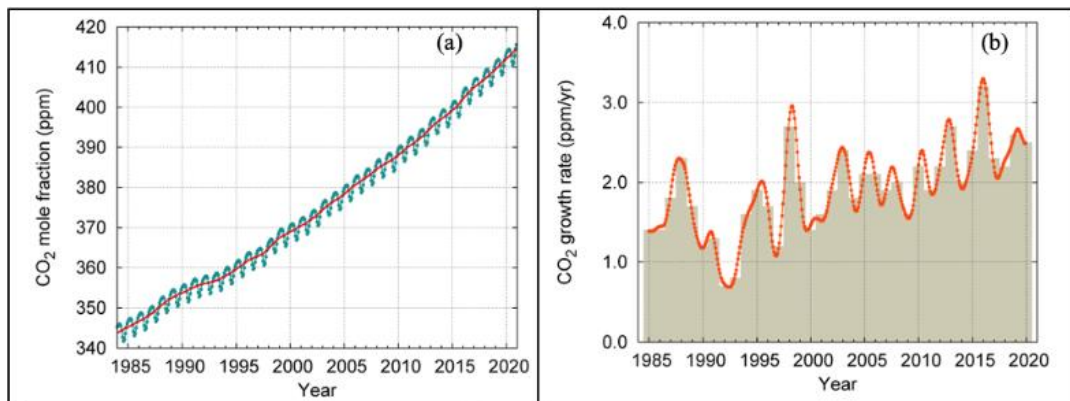 420
410
400
390
380
370
360
350
340
CO₂ mole fraction (ppm)
(a)
1985 1990 1995 2000 2005 2010 2015 2020
Year
4.0
3.0
2.0
1.0
0.0
CO₂ growth rate (ppm/yr)
(b)
1985 1990 1995 2000 2005 2010 2015 2020
Year